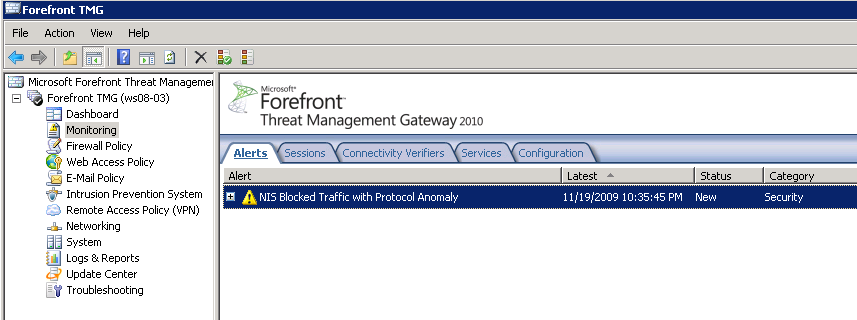 Forefront TMG
File Action View Help
Microsoft Forefront Threat Manageme
Forefront TMG (ws08-03)
Dashboard
Monitoring
Firewall Policy
Web Access Policy
E-Mail Policy
Intrusion Prevention System
Remote Access Policy (VPN)
Networking
System
Logs & Reports
Update Center
Troubleshooting
Microsoft®
Forefront™
Threat Management Gateway 2010
Alerts Sessions Connectivity Verifiers Services Configuration
Alert Latest Status Category
NIS Blocked Traffic with Protocol Anomaly 11/19/2009 10:35:45 PM New Security